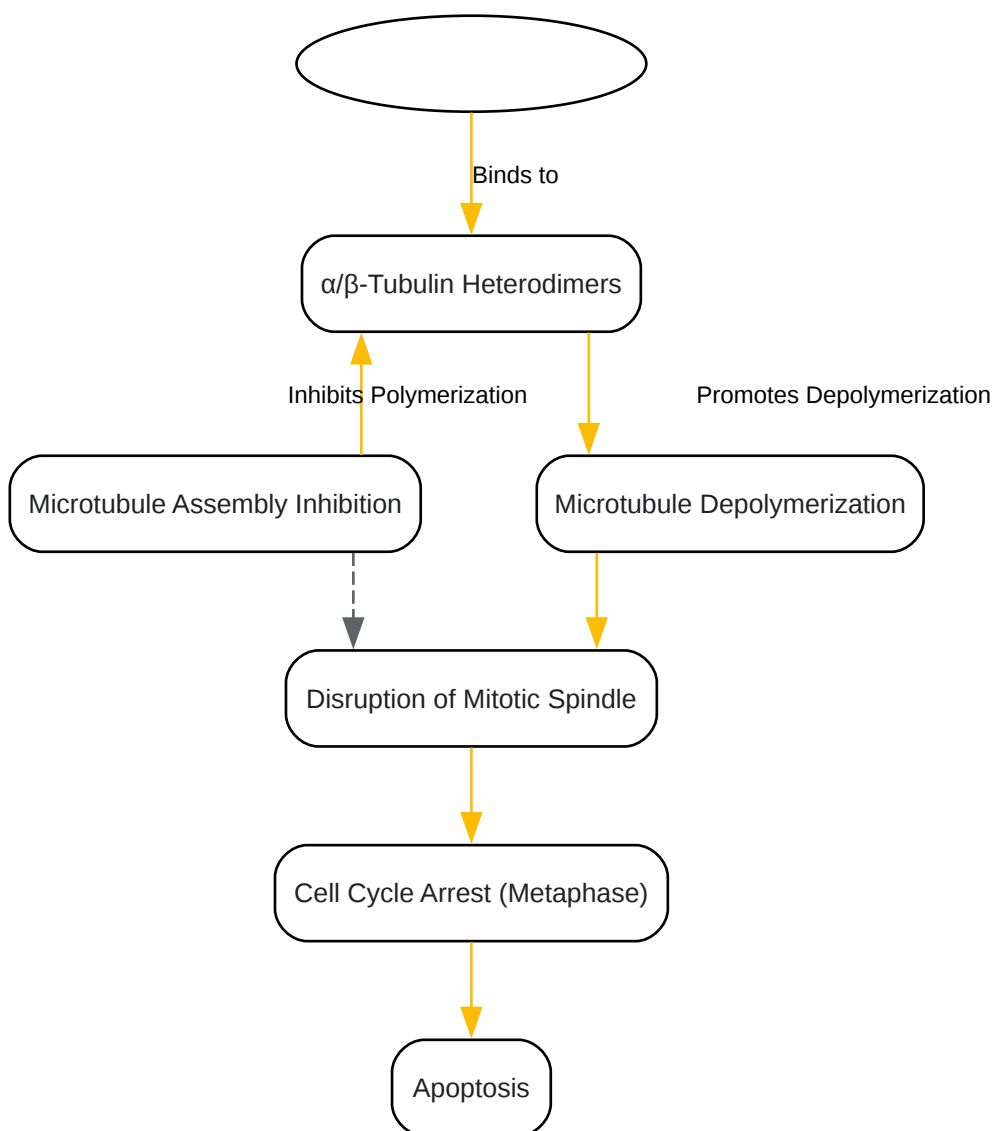 Binds to
α/β-Tubulin Heterodimers
Inhibits Polymerization
Promotes Depolymerization
Microtubule Assembly Inhibition
Microtubule Depolymerization
Disruption of Mitotic Spindle
Cell Cycle Arrest (Metaphase)
Apoptosis